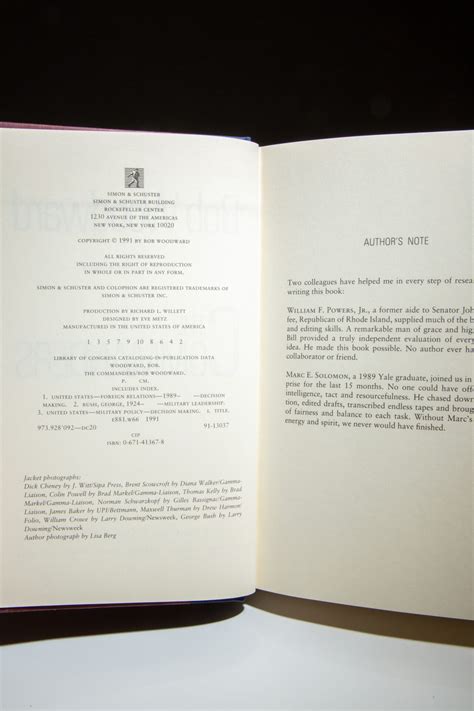 SIMON & SCHUSTER
SIMON & SCHUSTER BUILDING
ROCKEFELLER CENTER
1230 AVENUE OF THE AMERICAS
NEW YORK, NEW YORK 10020
COPYRIGHT © 1991 BY BOB WOODWARD
ALL RIGHTS RESERVED
INCLUDING THE RIGHT OF REPRODUCTION
IN WHOLE OR IN PART IN ANY FORM.
SIMON & SCHUSTER AND COLOPHON ARE REGISTERED TRADEMARKS OF
SIMON & SCHUSTER INC.
PRODUCTION BY RICHARD L. WILLETT
DESIGNED BY EVE METZ
MANUFACTURED IN THE UNITED STATES OF AMERICA
1 3 5 7 9 10 8 6 4 2
LIBRARY OF CONGRESS CATALOGING-IN-PUBLICATION DATA
WOODWARD, BOB.
THE COMMANDERS/BOB WOODWARD.
P. CM.
INCLUDES INDEX.
1. UNITED STATES—FOREIGN RELATIONS—1989– —DECISION
MAKING. 2. BUSH, GEORGE, 1924– —MILITARY LEADERSHIP.
3. UNITED STATES—MILITARY POLICY—DECISION MAKING. I. TITLE.
E881.W66 1991
973.928'092—DC20 91-13037
CIP
ISBN: 0-671-41367-8
Jacket photography:
Dick Cheney by J. Witt/Sipa Press, Brent Scowcroft by Diana Walker/Gamma-
Liaison, Colin Powell by Brad Markel/Gamma-Liaison, Thomas Kelly by Brad
Markel/Gamma-Liaison, Norman Schwarzkopf by Gilles Bassignac/Gamma-
Liaison, James Baker by UPI/Bettmann, Maxwell Thurman by Drew Harmon/
Folio, William Crowe by Larry Downing/Newsweek, George Bush by Larry
Downing/Newsweek
Author photograph by Lisa Berg
AUTHOR'S NOTE
Two colleagues have helped me in every step of resea
writing this book:
WILLIAM F. POWERS, JR., a former aide to Senator Joh
fee, Republican of Rhode Island, supplied much of the
and editing skills. A remarkable man of grace and hig
Bill provided a truly independent evaluation of every
idea. He made this book possible. No author ever ha
collaborator or friend.
MARC E. SOLOMON, a 1989 Yale graduate, joined us in
prise for the last 15 months. No one could have off
intelligence, tact and resourcefulness. He chased down
tion, edited drafts, transcribed endless tapes and broug
of fairness and balance to each task. Without Marc's
energy and spirit, we never would have finished.